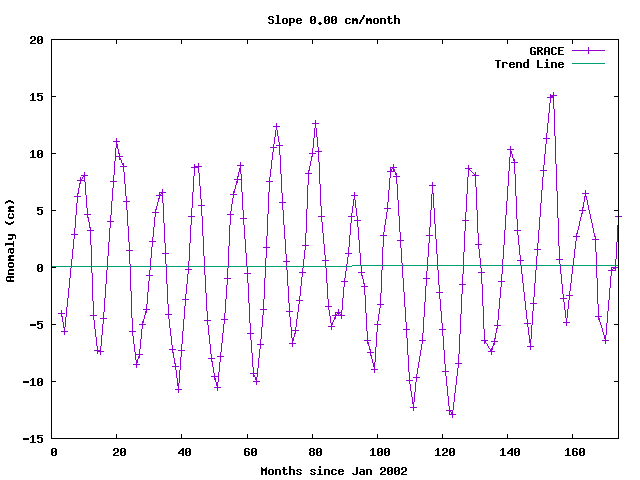 Slope 0.00 cm/month
GRACE
Trend Line
20
15
10
5
0
-5
-10
-15
Anomaly (cm)
0 20 40 60 80 100 120 140 160
Months since Jan 2002